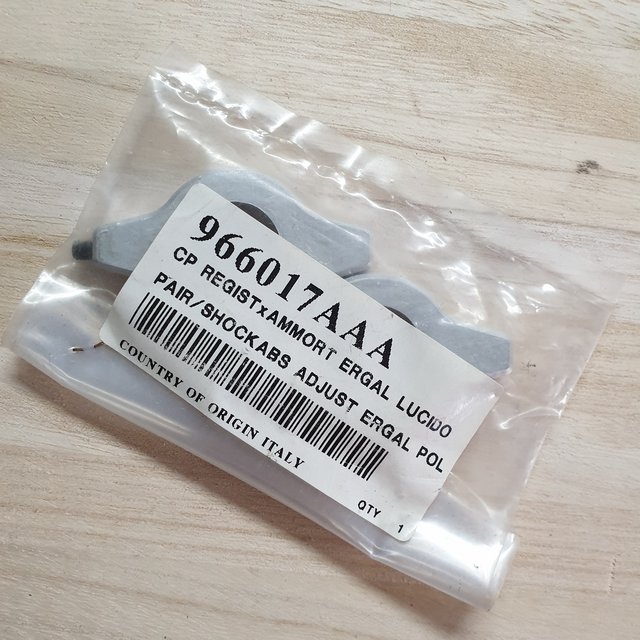 966017AAA
CP REGISTxAMMORT ERGAL LUCIDO
PAIR/SHOCKABS ADJUST ERGAL POL
COUNTRY OF ORIGIN ITALY
QTY 1